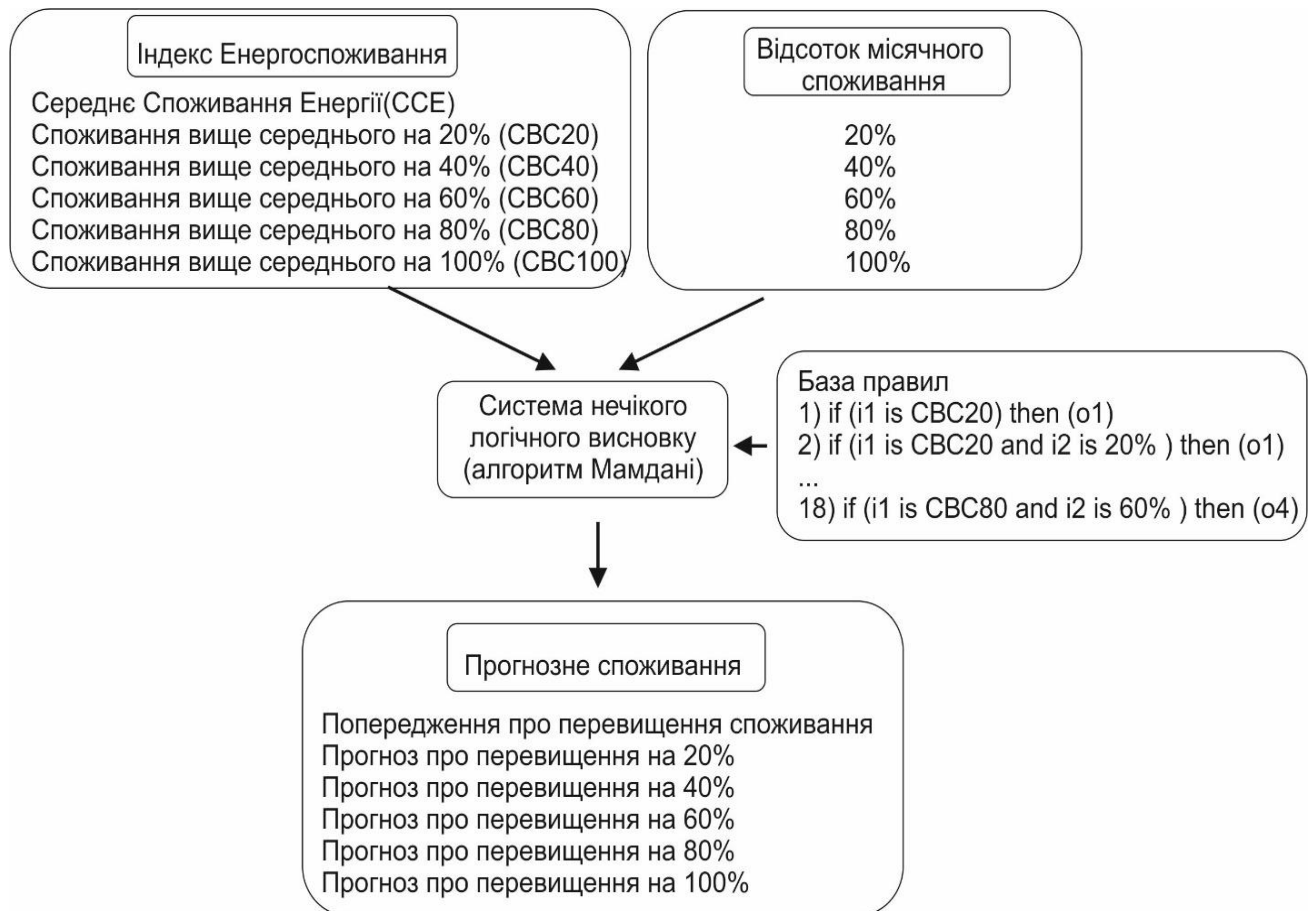 Індекс Енергоспоживання
Середнє Споживання Енергії(ССЕ)
Споживання вище середнього на 20% (СВС20)
Споживання вище середнього на 40% (СВС40)
Споживання вище середнього на 60% (СВС60)
Споживання вище середнього на 80% (СВС80)
Споживання вище середнього на 100% (СВС100)
Відсоток місячного
споживання
20%
40%
60%
80%
100%
Система нечікого
логічного висновку
(алгоритм Мамдані)
База правил
1) if (i1 is СВС20) then (o1)
2) if (i1 is СВС20 and i2 is 20% ) then (o1)
...
18) if (i1 is СВС80 and i2 is 60% ) then (o4)
Прогнозне споживання
Попередження про перевищення споживання
Прогноз про перевищення на 20%
Прогноз про перевищення на 40%
Прогноз про перевищення на 60%
Прогноз про перевищення на 80%
Прогноз про перевищення на 100%